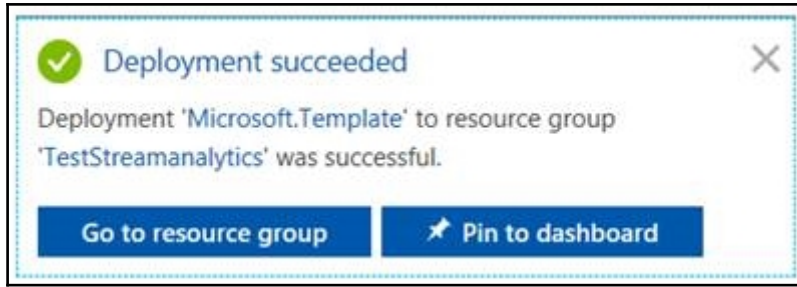 Deployment succeeded
Deployment 'Microsoft.Template' to resource group
'TestStreamanalytics' was successful.
Go to resource group
Pin to dashboard